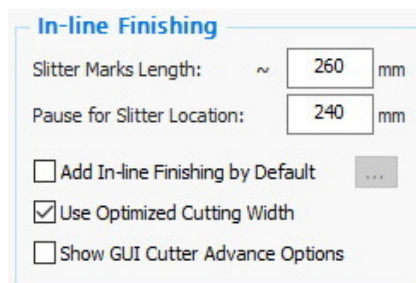 In-line Finishing
Slitter Marks Length: ~ 260 mm
Pause for Slitter Location: 240 mm
Add In-line Finishing by Default ...
Use Optimized Cutting Width
Show GUI Cutter Advance Options